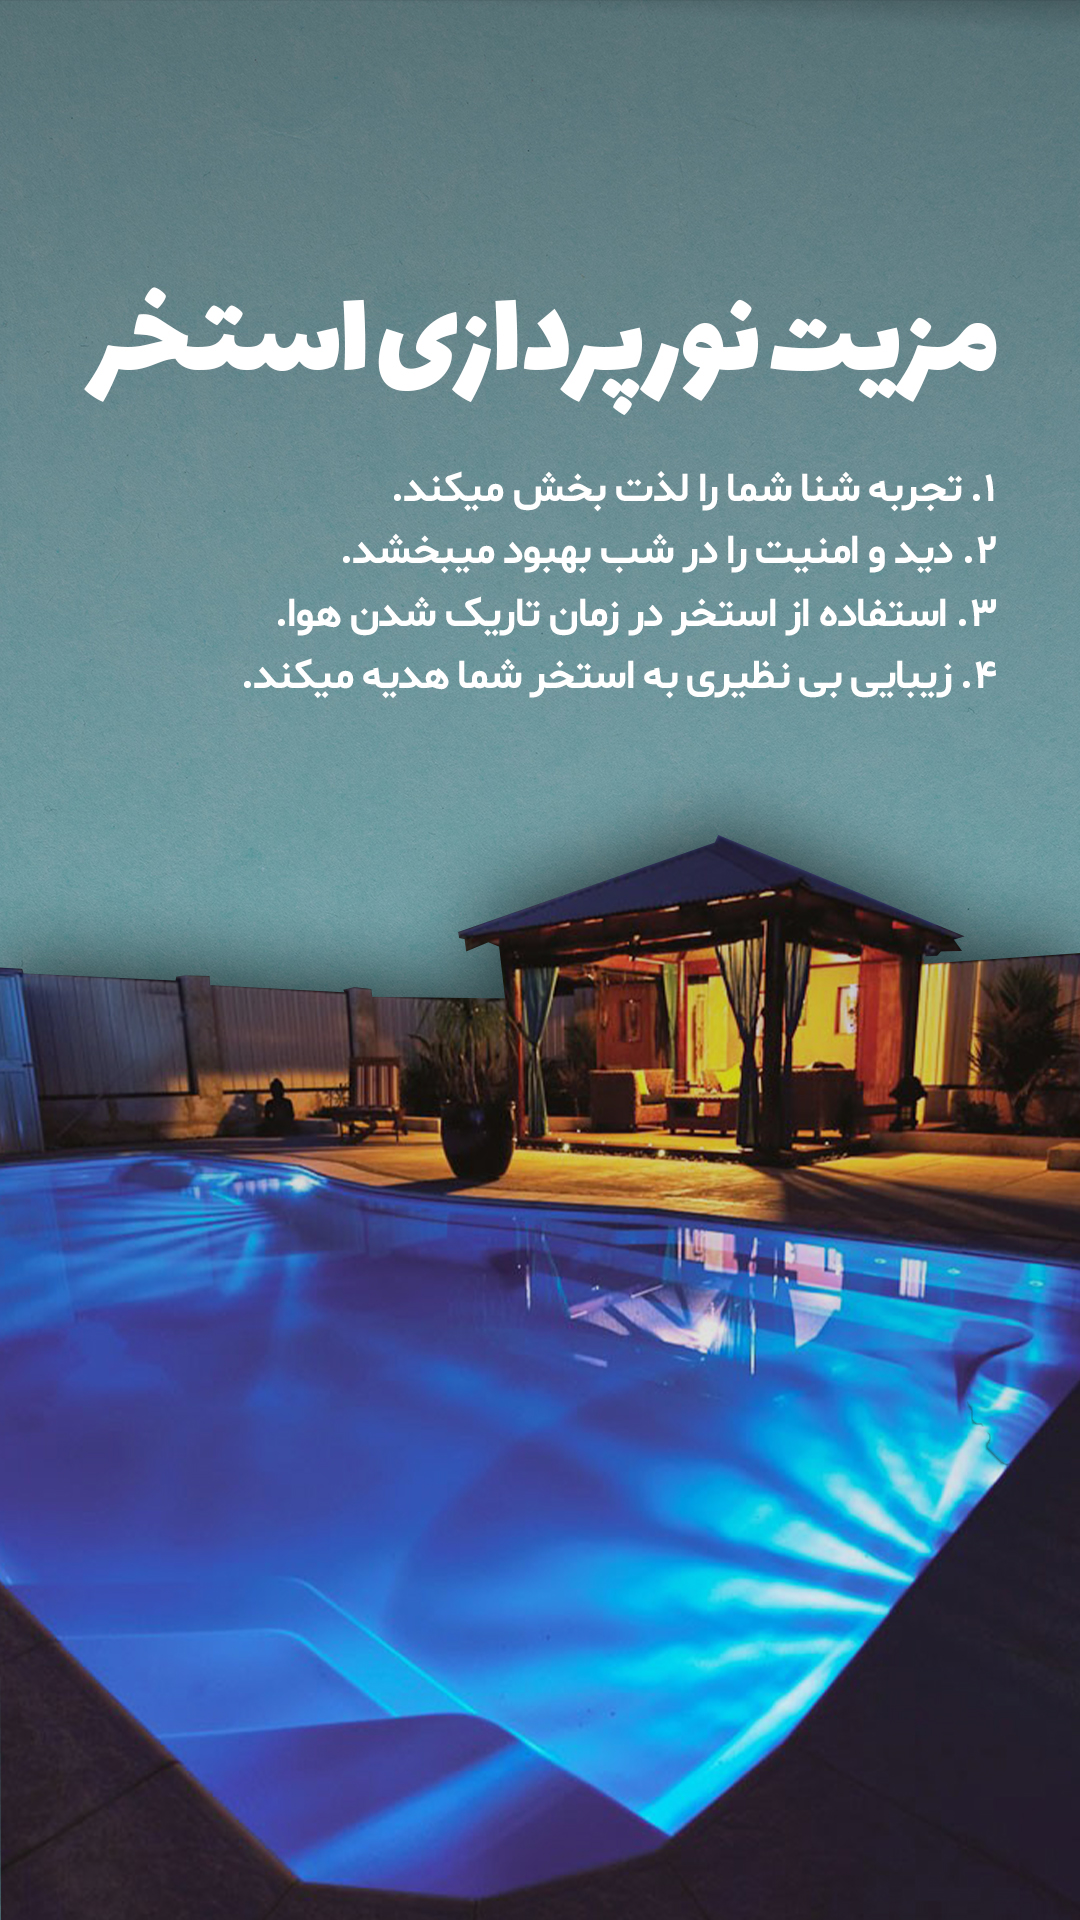 مزیت نورپردازی استخر
۱. تجربه شنا شما را لذت بخش میکند.
۲. دید و امنیت را در شب بهبود میبخشد.
۳. استفاده از استخر در زمان تاریک شدن هوا.
۴. زیبایی بی نظیری به استخر شما هدیه میکند.